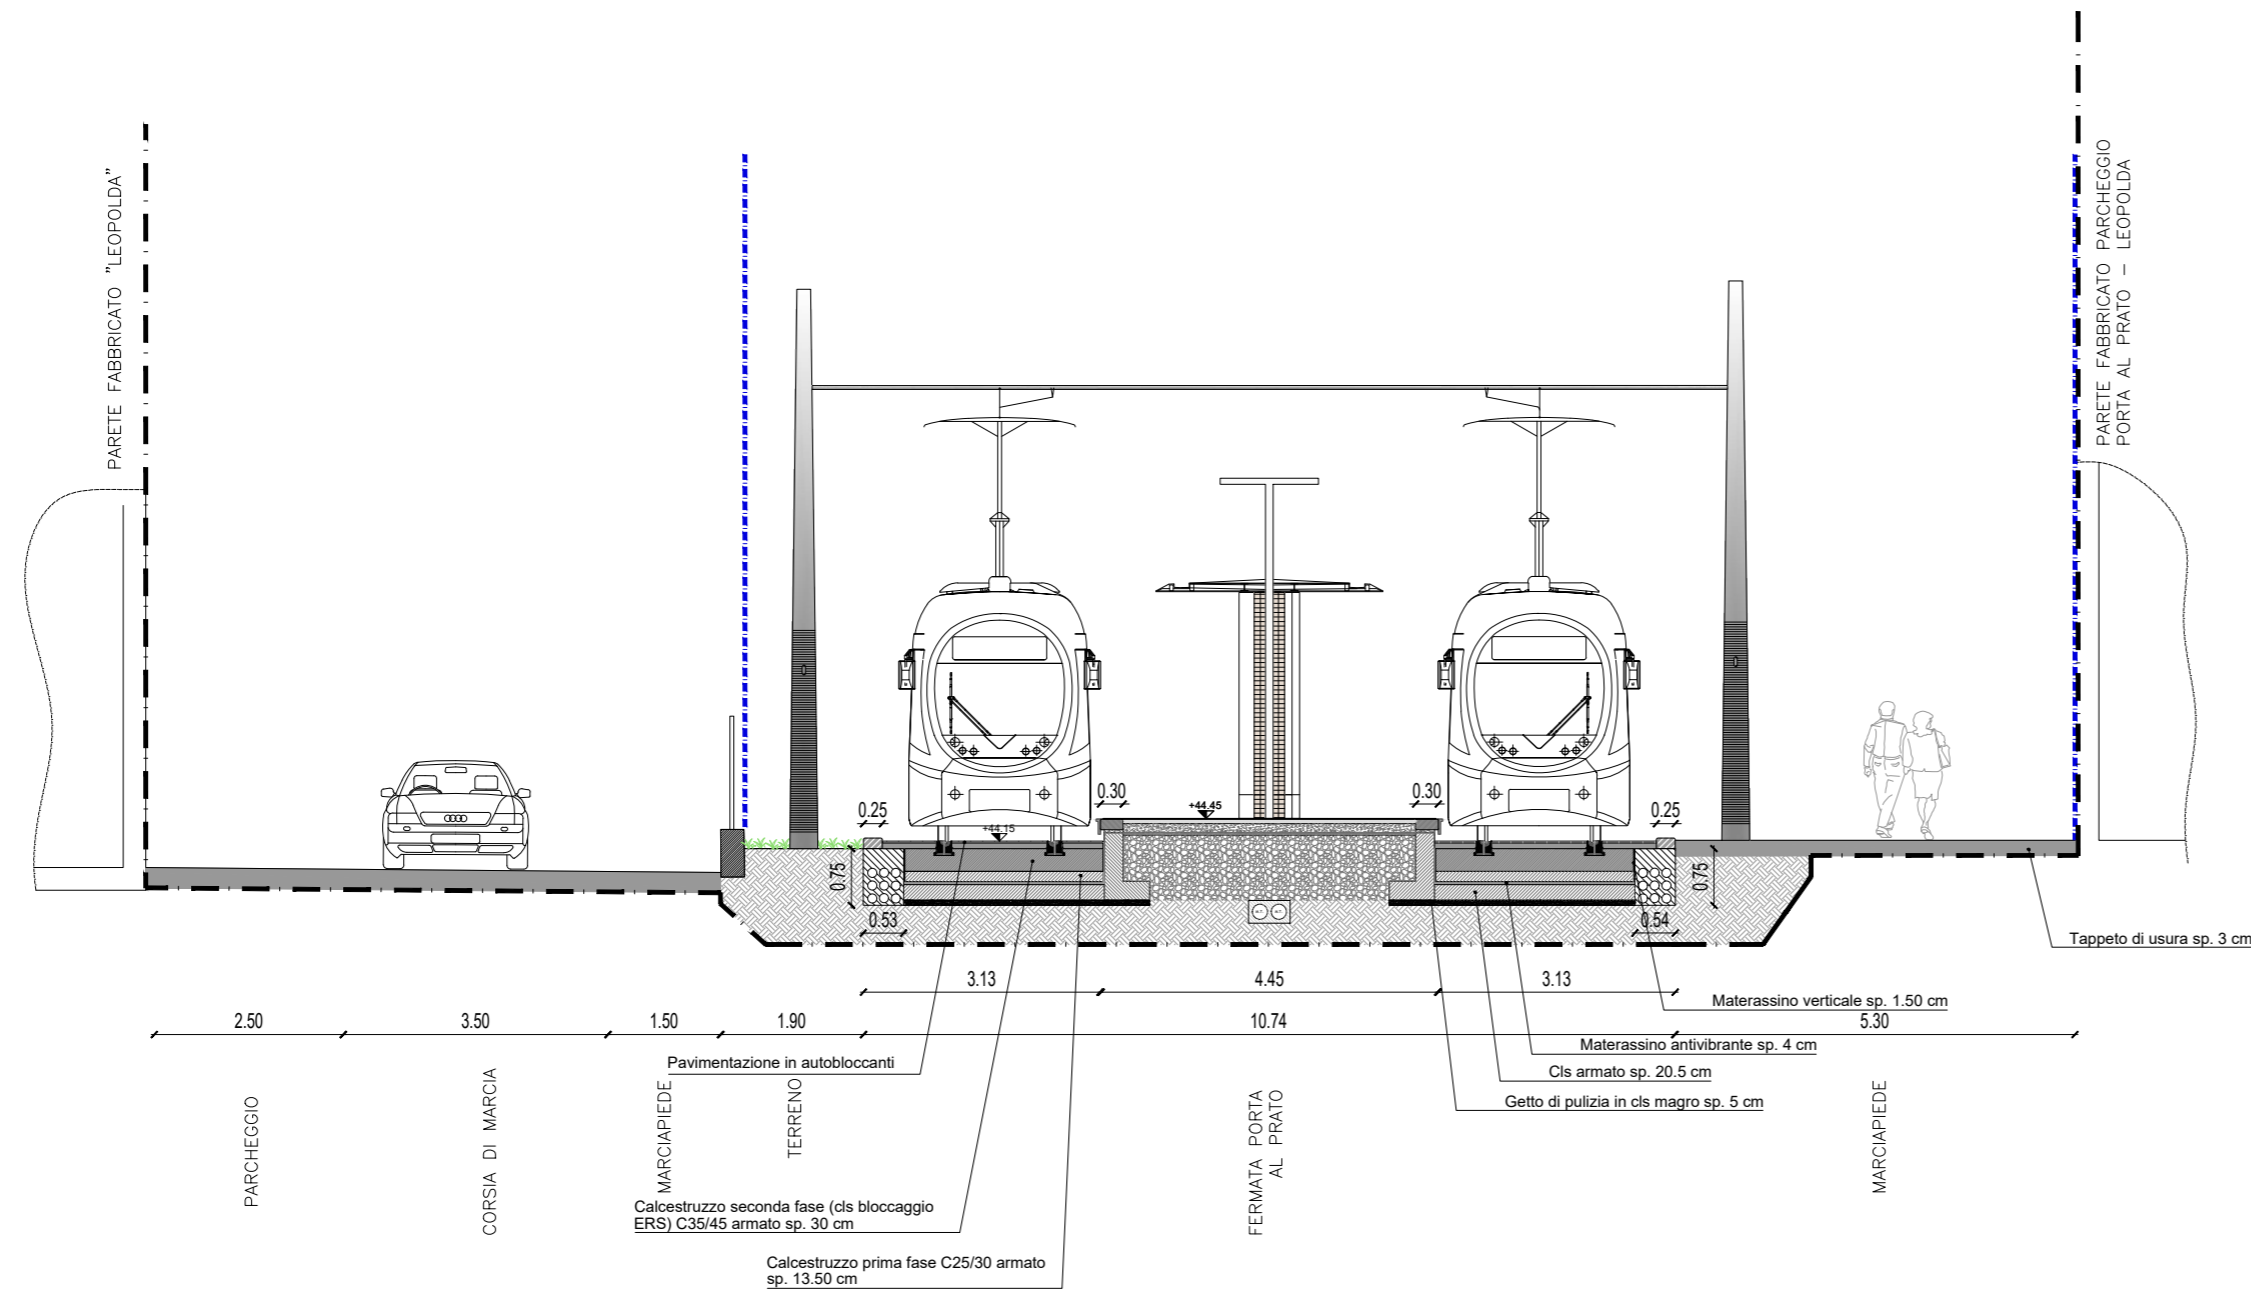 PARETE FABBRICATO "LEOPOLDA"
PARETE FABBRICATO PARCHEGGIO
PORTA AL PRATO - LEOPOLDA
0.30
+44.45
0.30
0.25
+44.15
0.25
0.75
0.75
0.53
0.54
Tappeto di usura sp. 3 cm
3.13
4.45
3.13
Materassino verticale sp. 1.50 cm
2.50
3.50
1.50
1.90
10.74
5.30
Pavimentazione in autobloccanti
Materassino antivibrante sp. 4 cm
Cls armato sp. 20.5 cm
Getto di pulizia in cls magro sp. 5 cm
PARCHEGGIO
CORSIA DI MARCIA
MARCIAPIEDE
TERRENO
FERMATA PORTA
AL PRATO
MARCIAPIEDE
Calcestruzzo seconda fase (cls bloccaggio
ERS) C35/45 armato sp. 30 cm
Calcestruzzo prima fase C25/30 armato
sp. 13.50 cm